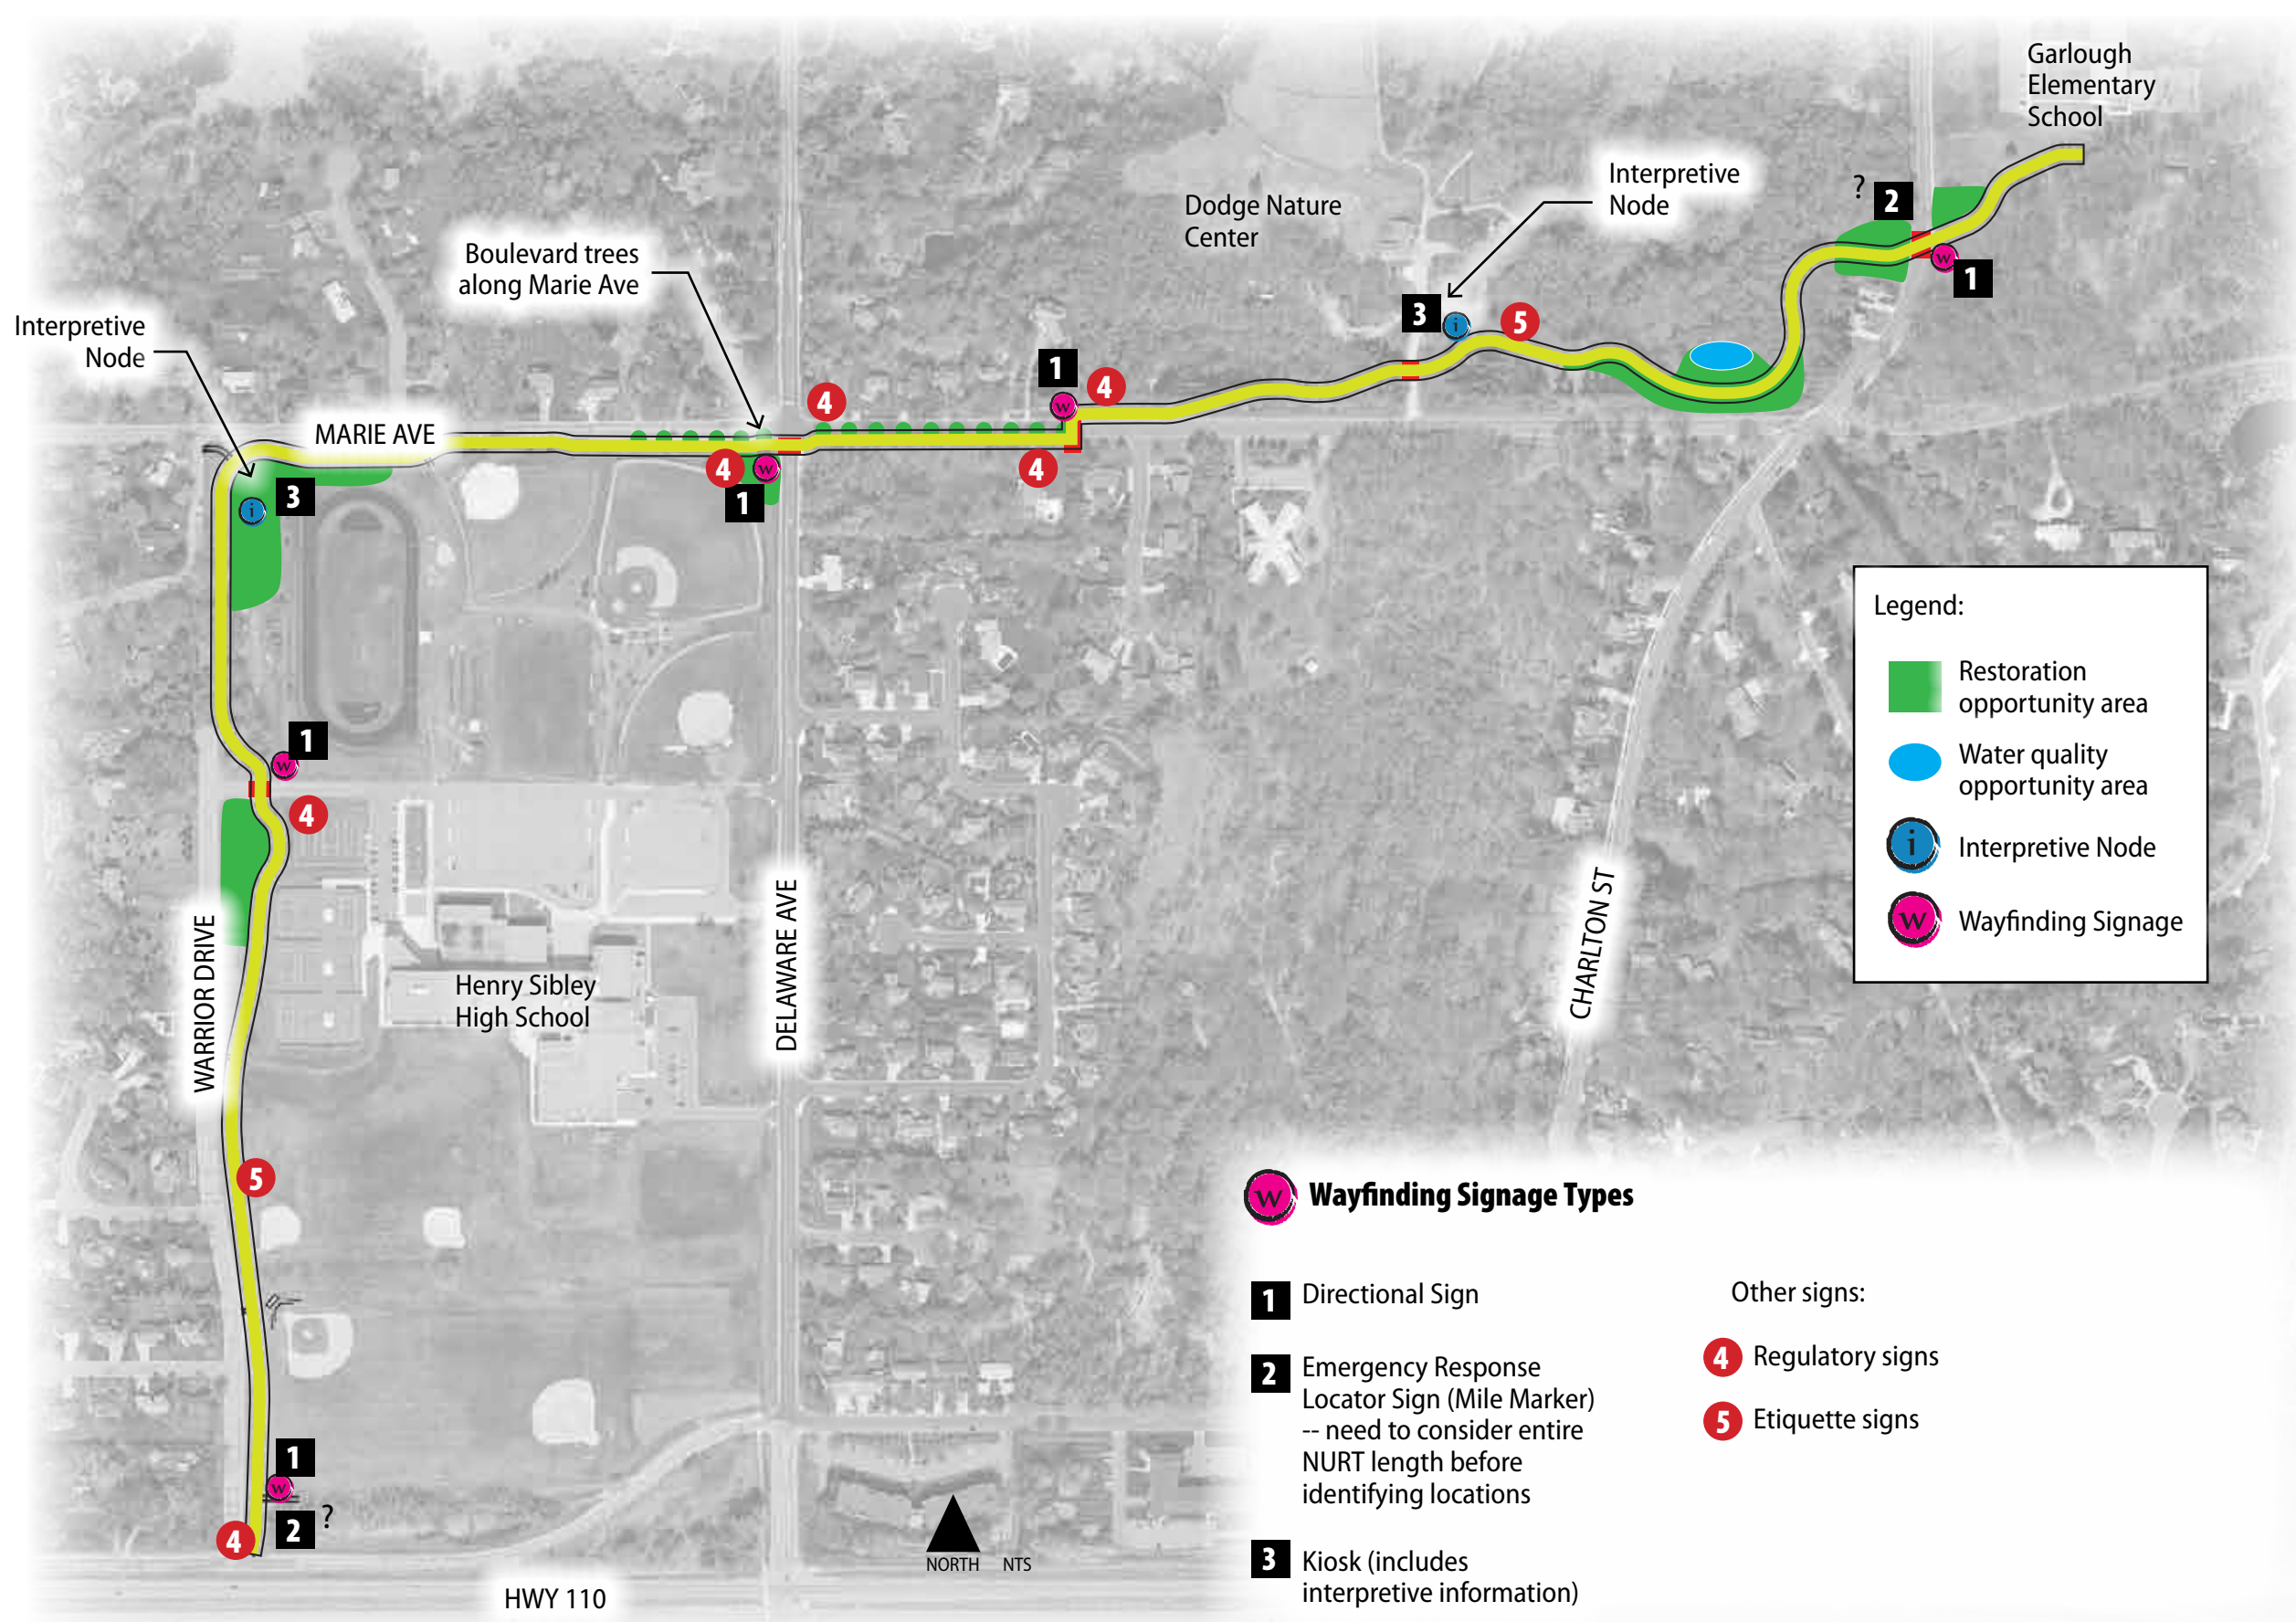 Garlough
Elementary
School
Interpretive
Node
?
2
Dodge Nature
Center
w
1
Boulevard trees
along Marie Ave
3
i
5
Interpretive
Node
1
4
w
4
MARIE AVE
4
w
4
1
3
i
Legend:
Restoration
opportunity area
Water quality
opportunity area
i
Interpretive Node
w
Wayfinding Signage
1
w
4
WARRIOR DRIVE
Henry Sibley
High School
DELAWARE AVE
CHARLTON ST
5
w
Wayfinding Signage Types
1
Directional Sign
2
Emergency Response
Locator Sign (Mile Marker)
-- need to consider entire
NURT length before
identifying locations
3
Kiosk (includes
interpretive information)
Other signs:
4
Regulatory signs
5
Etiquette signs
1
w
2
?
4
NORTH NTS
HWY 110